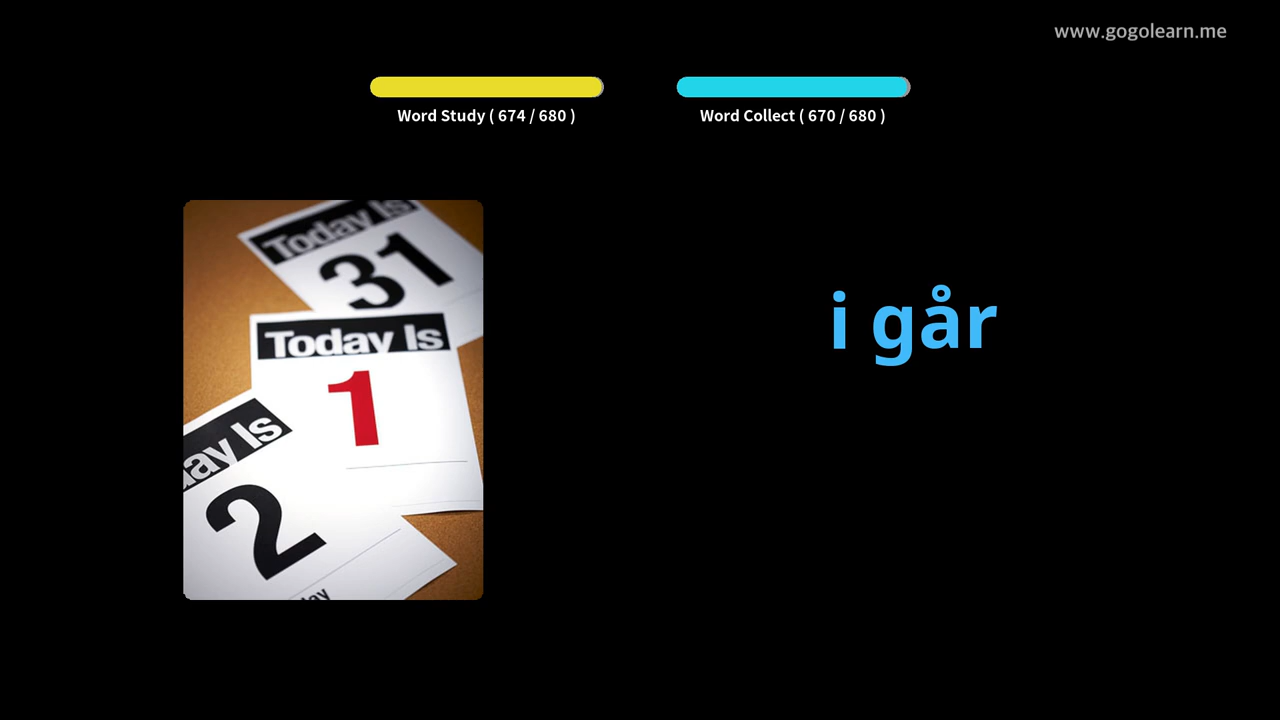 www.gogolearn.me
Word Study ( 674 / 680 )
Word Collect ( 670 / 680 )
Today Is
31
Today Is
1
ay Is
2
i går